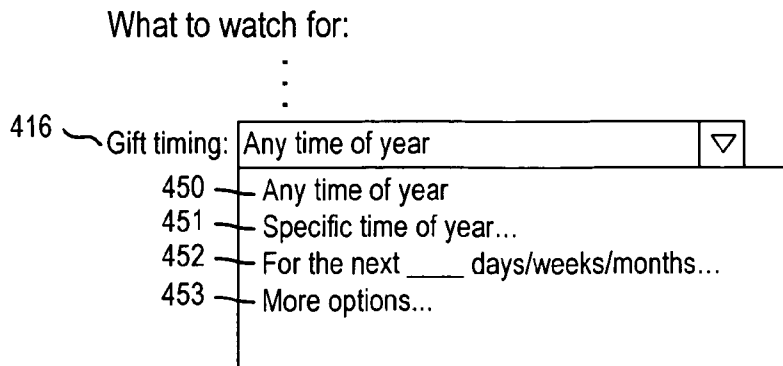 What to watch for:
416 Gift timing: Any time of year
450 Any time of year
451 Specific time of year...
452 For the next ____ days/weeks/months...
453 More options...